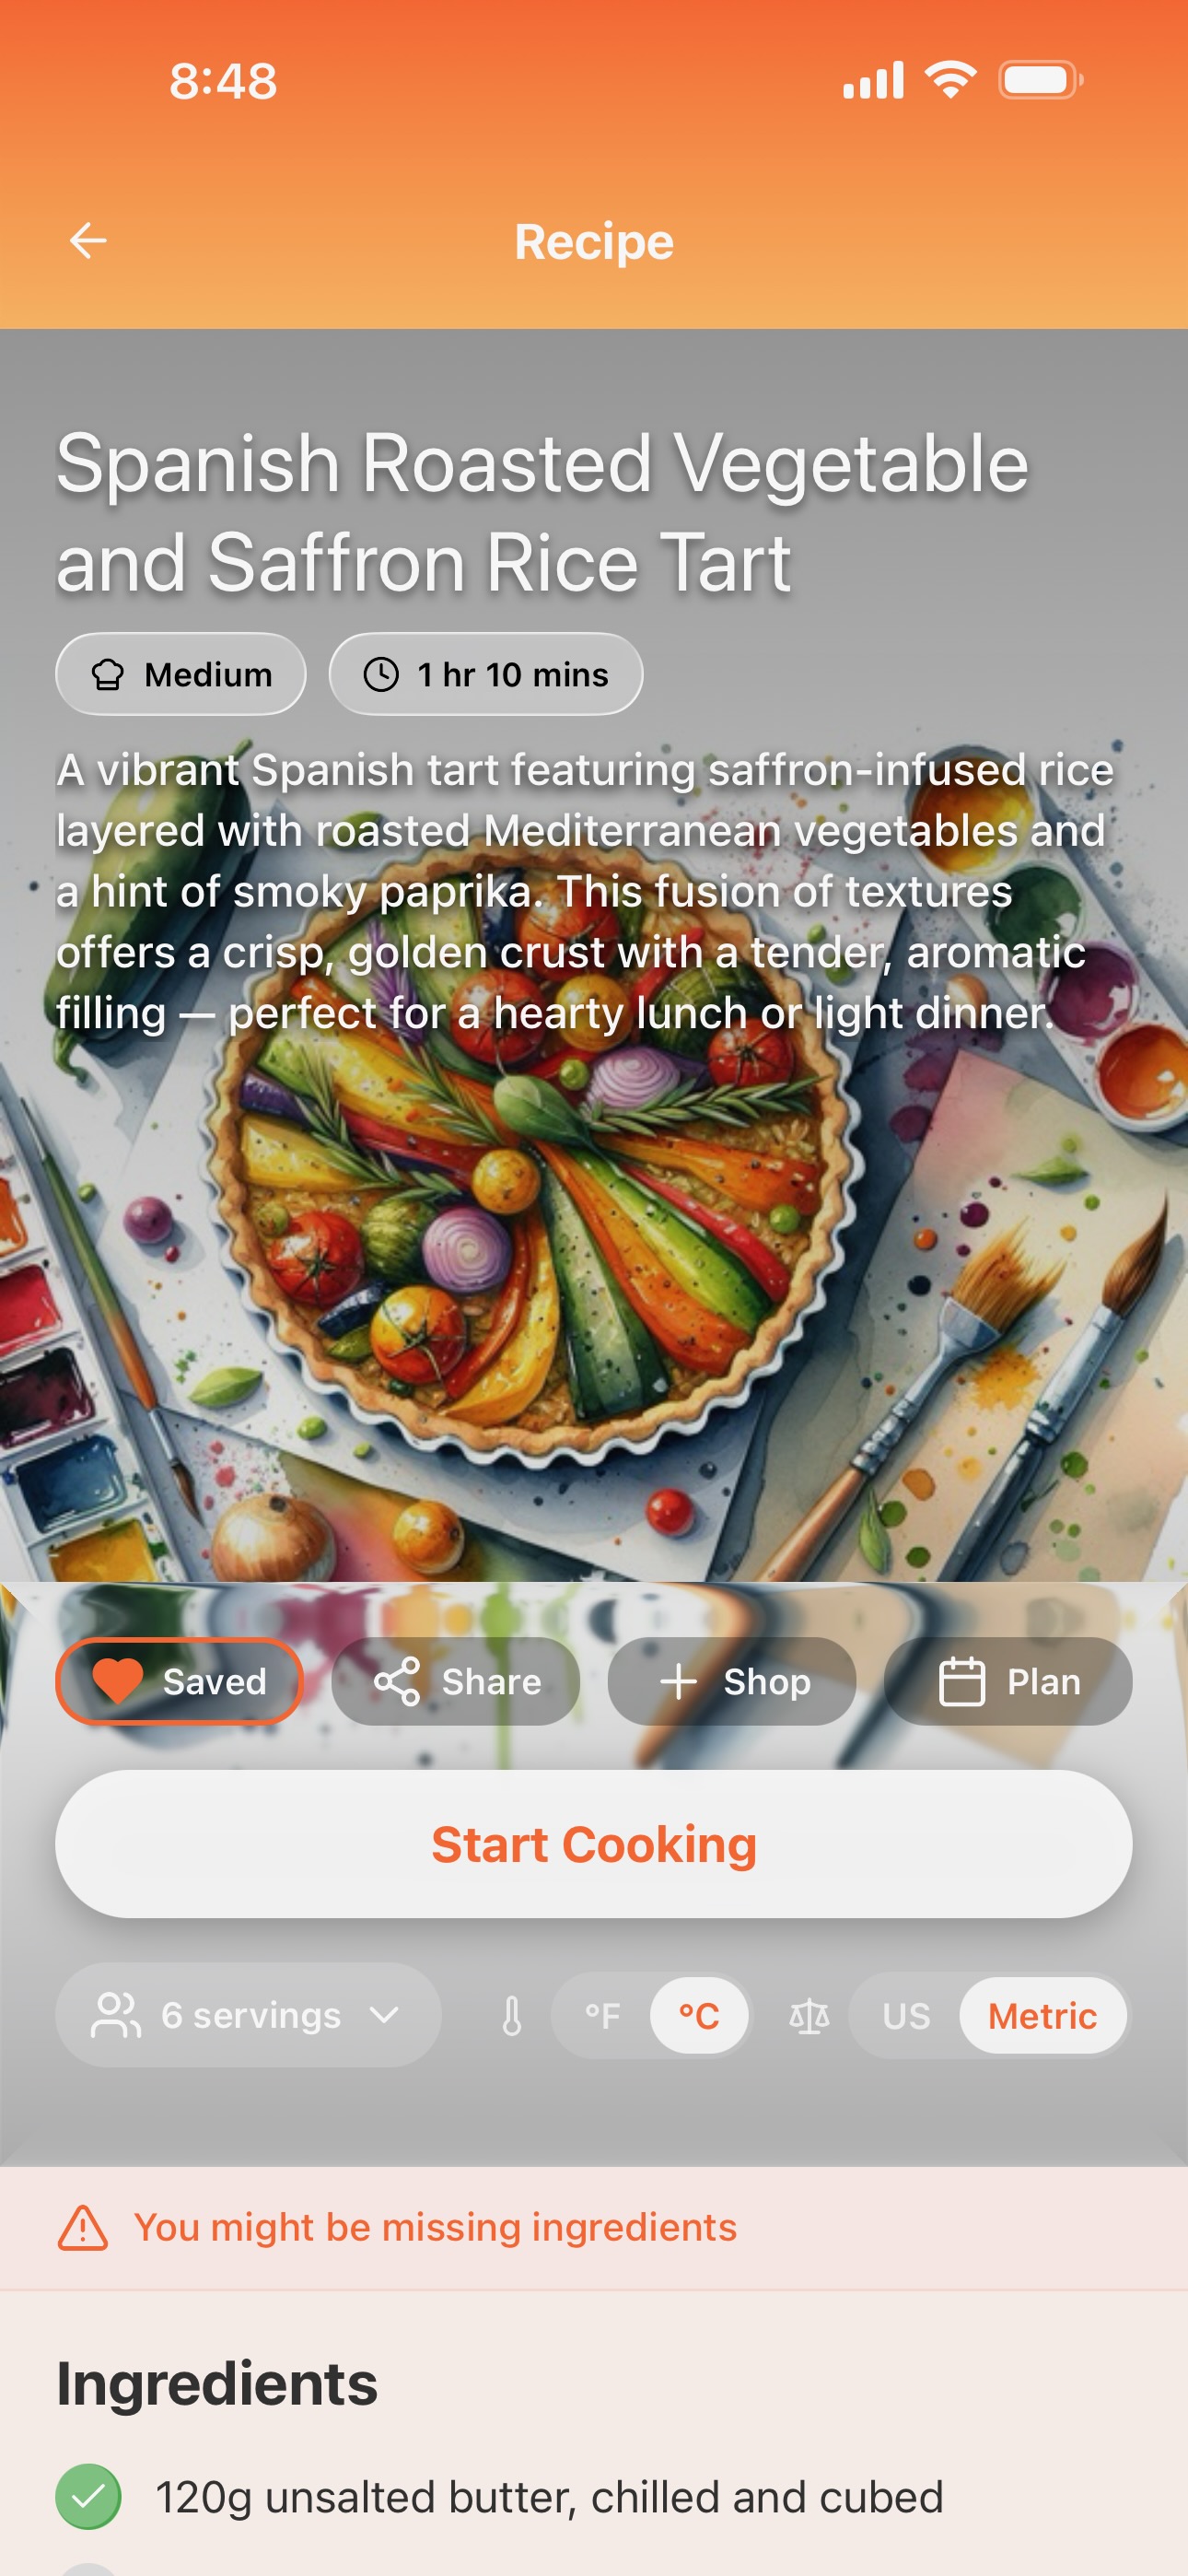 8:48
Recipe
Spanish Roasted Vegetable
and Saffron Rice Tart
Medium
1 hr 10 mins
A vibrant Spanish tart featuring saffron-infused rice
layered with roasted Mediterranean vegetables and
a hint of smoky paprika. This fusion of textures
offers a crisp, golden crust with a tender, aromatic
filling — perfect for a hearty lunch or light dinner.
Saved
Share
Shop
Plan
Start Cooking
6 servings
°F
°C
US
Metric
You might be missing ingredients
Ingredients
120g unsalted butter, chilled and cubed